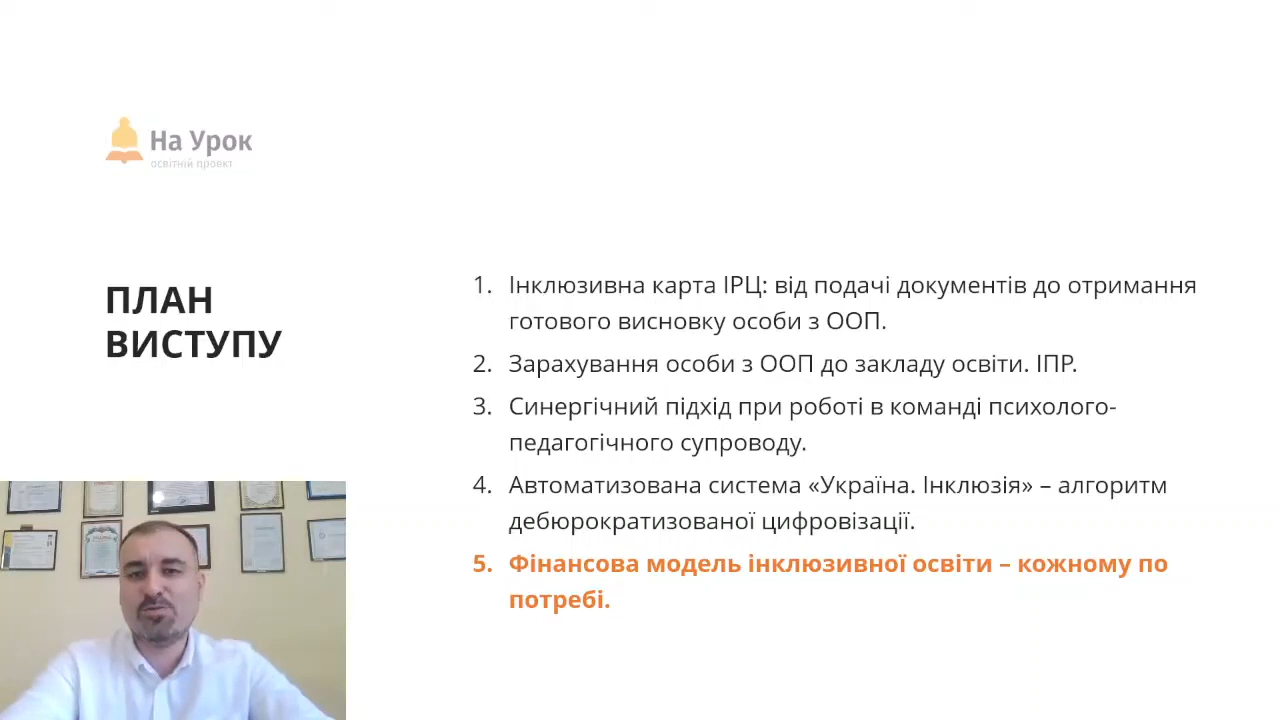 На Урок
освітній проект
ПЛАН
ВИСТУПУ
1. Інклюзивна карта ІРЦ: від подачі документів до отримання
готового висновку особи з ООП.
2. Зарахування особи з ООП до закладу освіти. ІПР.
3. Синергічний підхід при роботі в команді психолого-
педагогічного супроводу.
4. Автоматизована система «Україна. Інклюзія» – алгоритм
дебюрократизованої цифровізації.
5. Фінансова модель інклюзивної освіти – кожному по
потребі.